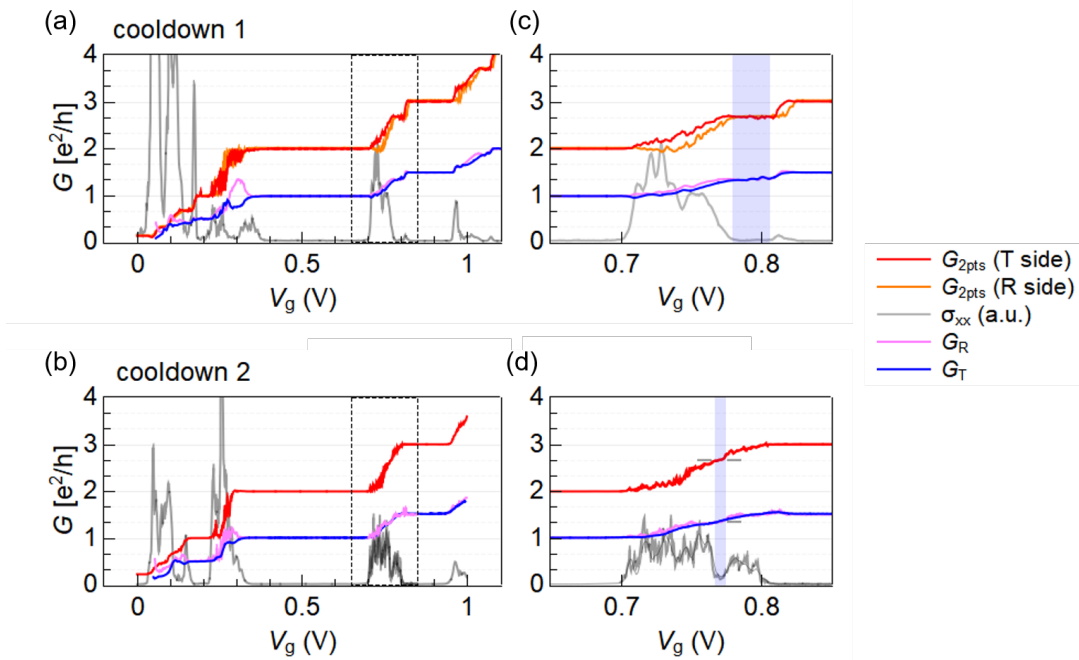 (a)
cooldown 1
G [e²/h]
4
3
2
1
0
0
0.5
1
Vg (V)
(c)
4
3
2
1
0
0.7
0.8
Vg (V)
G2pts (T side)
G2pts (R side)
σxx (a.u.)
GR
GT
(b)
cooldown 2
G [e²/h]
4
3
2
1
0
0
0.5
1
Vg (V)
(d)
4
3
2
1
0
0.7
0.8
Vg (V)